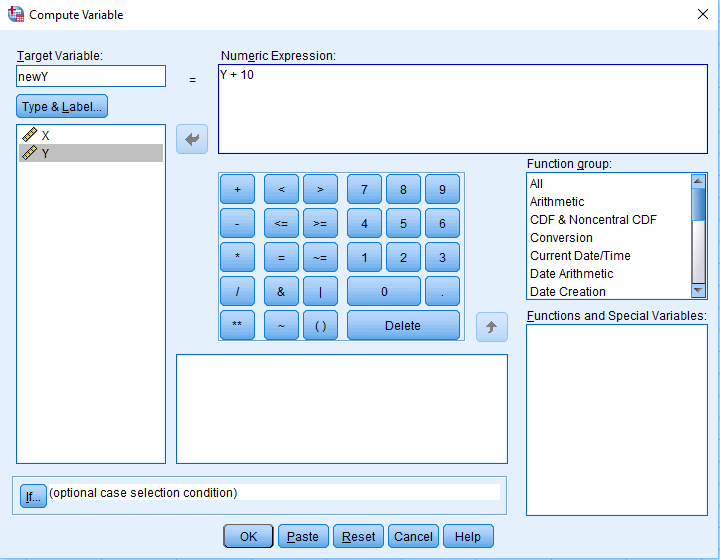 Compute Variable
Target Variable:
newY
=
Numeric Expression:
Y + 10
Type & Label...
X
Y
+ < > 7 8 9
- <= >= 4 5 6
* = ~= 1 2 3
/ & | 0 .
** ~ ( ) Delete
Function group:
All
Arithmetic
CDF & Noncentral CDF
Conversion
Current Date/Time
Date Arithmetic
Date Creation
Functions and Special Variables:
If... (optional case selection condition)
OK Paste Reset Cancel Help